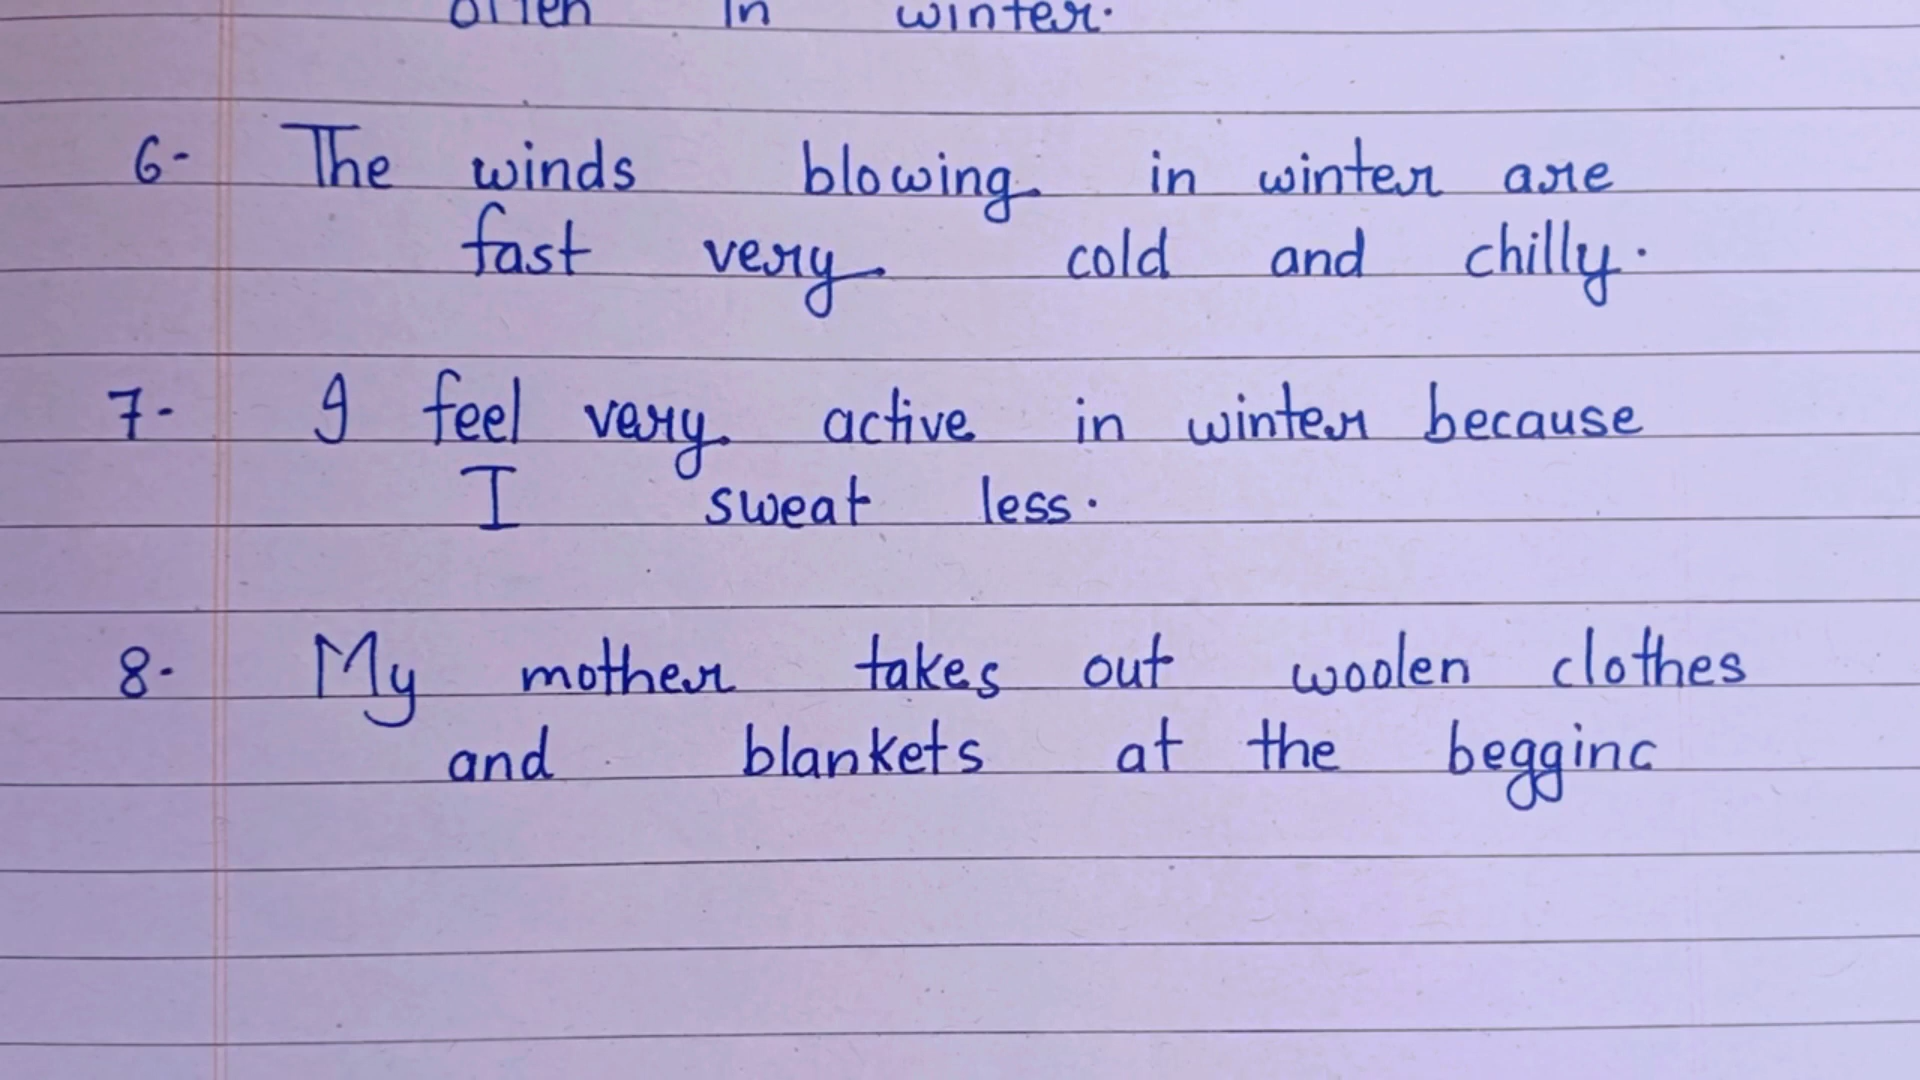 often in winter.
6- The winds blowing in winter are
fast very cold and chilly.
7- I feel very active in winter because
I sweat less.
8- My mother takes out woolen clothes
and blankets at the begginc